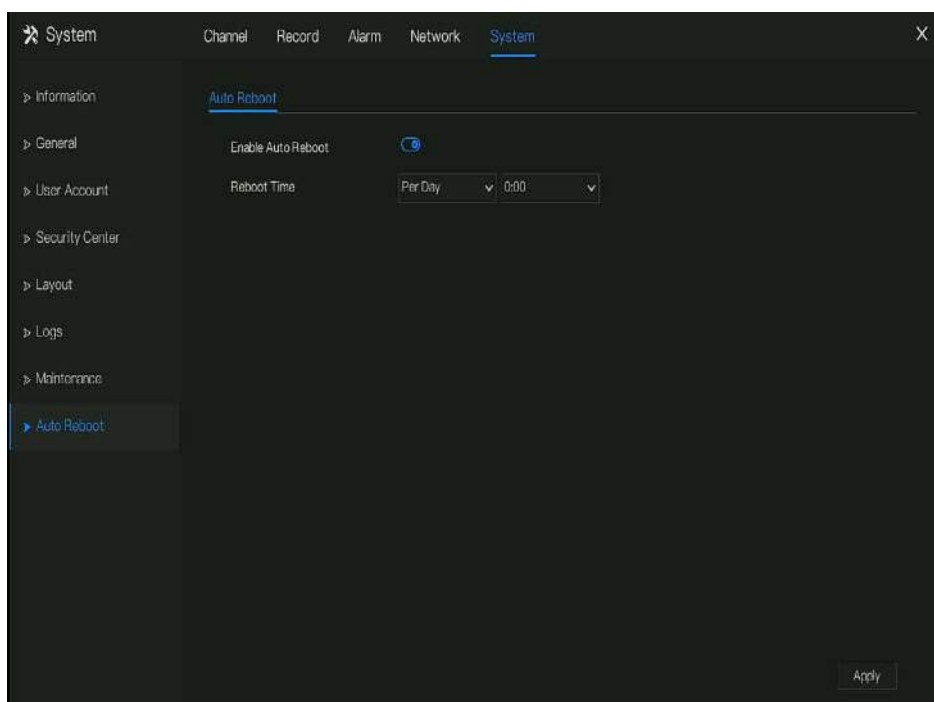 System
Channel Record Alarm Network System X
Information
Auto Reboot
General
Enable Auto Reboot
User Account
Reboot Time Per Day 0:00
Security Center
Layout
Logs
Maintenance
Auto Reboot
Apply